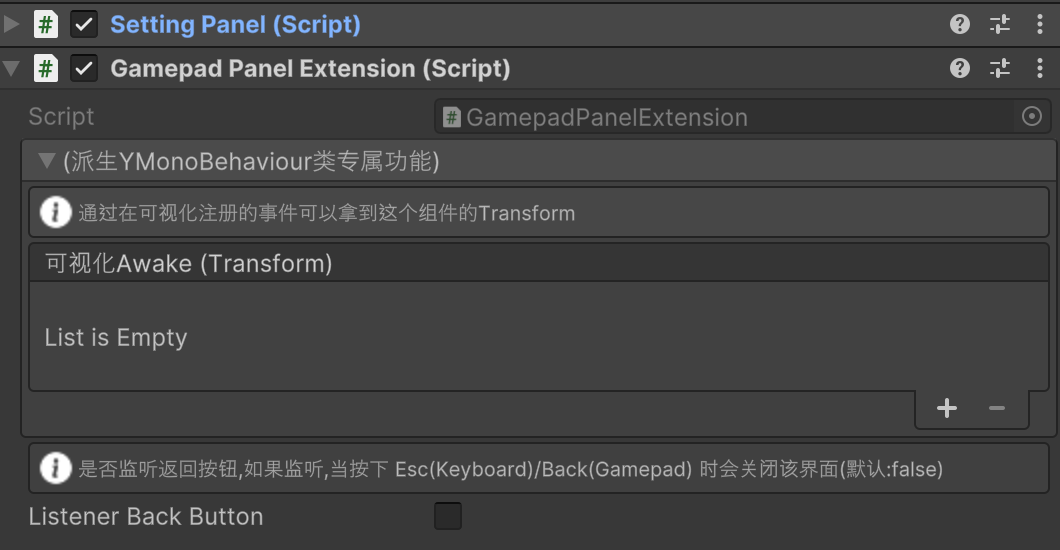 Setting Panel (Script)
Gamepad Panel Extension (Script)
Script
GamepadPanelExtension
(派生YMonoBehaviour类专属功能)
通过在可视化注册的事件可以拿到这个组件的Transform
可视化Awake (Transform)
List is Empty
是否监听返回按钮,如果监听,当按下 Esc(Keyboard)/Back(Gamepad) 时会关闭该界面(默认:false)
Listener Back Button